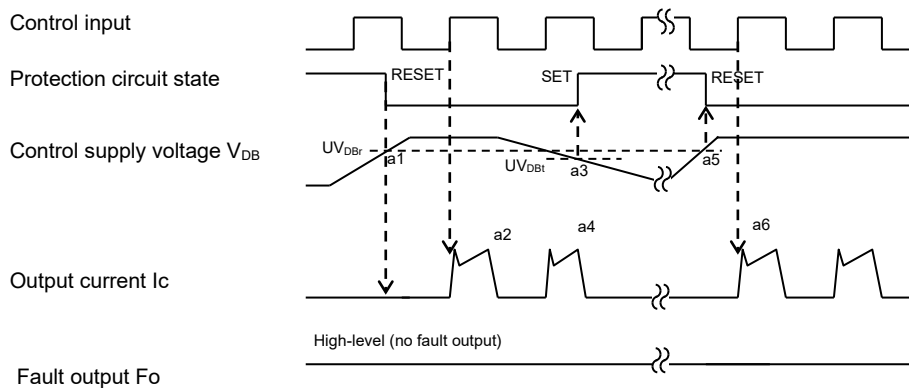 Control input
Protection circuit state
RESET
SET
RESET
Control supply voltage VDB
UVDBr
a1
UVDBt
a3
a5
a2
a4
a6
Output current Ic
High-level (no fault output)
Fault output Fo